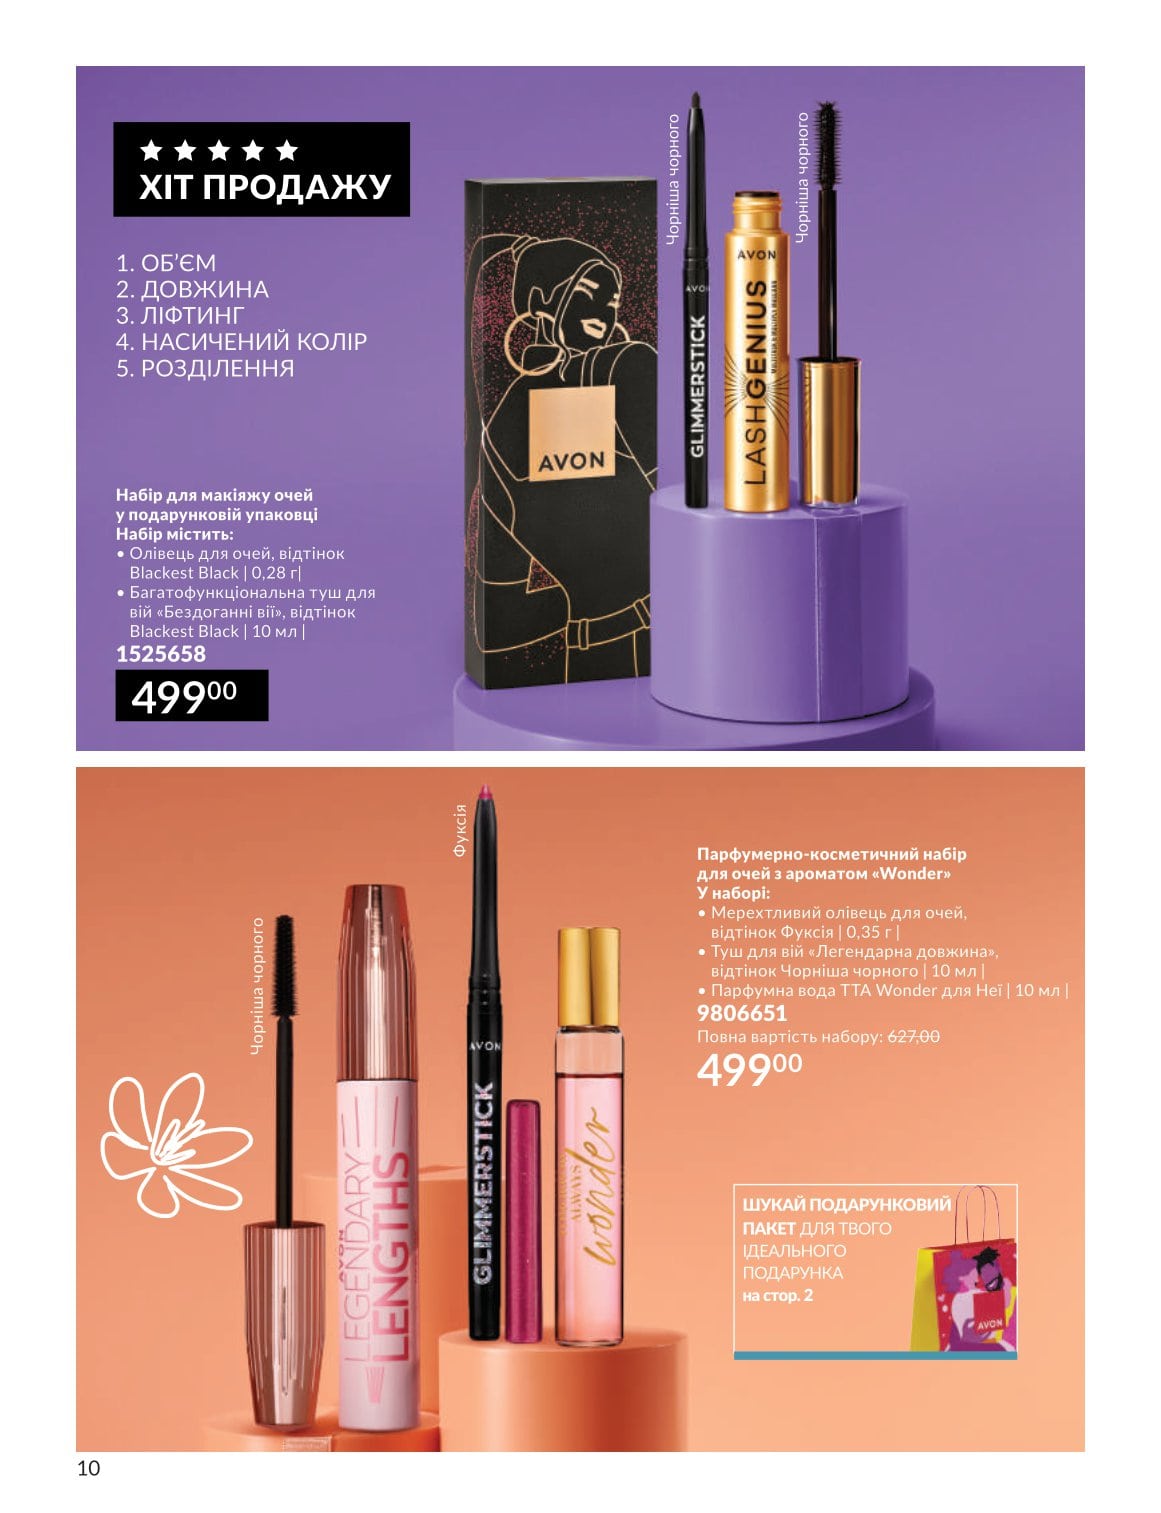 ★ ★ ★ ★ ★
ХІТ ПРОДАЖУ
1. ОБ’ЄМ
2. ДОВЖИНА
3. ЛІФТИНГ
4. НАСИЧЕНИЙ КОЛІР
5. РОЗДІЛЕННЯ
Набір для макіяжу очей
у подарунковій упаковці
Набір містить:
• Олівець для очей, відтінок
Blackest Black | 0,28 г|
• Багатофункціональна туш для
вій «Бездоганні вії», відтінок
Blackest Black | 10 мл |
1525658
499⁰⁰
AVON
Чорніша чорного
AVON
GLIMMERSTICK
AVON
LASHGENIUS
Чорніша чорного
Чорніша чорного
AVON
LEGENDARY
LENGTHS
Фуксія
AVON
GLIMMERSTICK
ALWAYS
wonder
Парфумерно-косметичний набір
для очей з ароматом «Wonder»
У наборі:
• Мерехтливий олівець для очей,
відтінок Фуксія | 0,35 г |
• Туш для вій «Легендарна довжина»,
відтінок Чорніша чорного | 10 мл |
• Парфумна вода ТТА Wonder для Неї | 10 мл |
9806651
Повна вартість набору: 627,00
499⁰⁰
ШУКАЙ ПОДАРУНКОВИЙ
ПАКЕТ ДЛЯ ТВОГО
ІДЕАЛЬНОГО
ПОДАРУНКА
на стор. 2
AVON
10